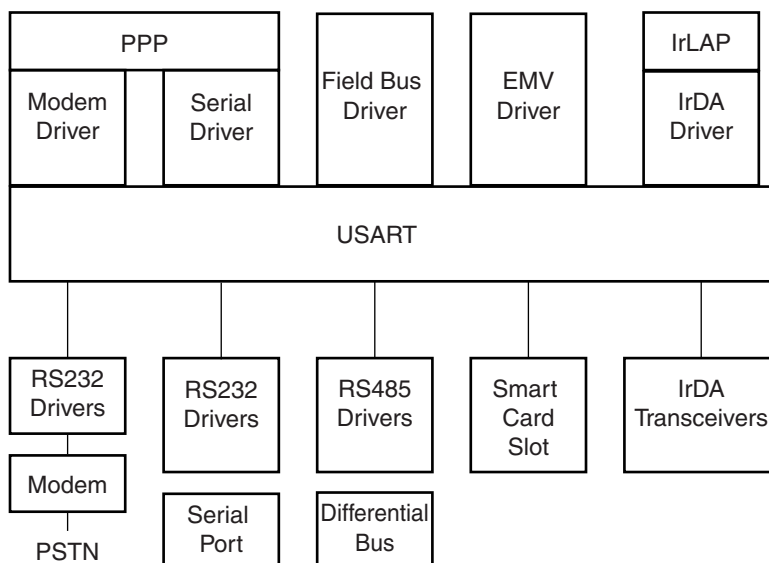 PPP
Modem
Driver
Serial
Driver
Field Bus
Driver
EMV
Driver
IrLAP
IrDA
Driver
USART
RS232
Drivers
Modem
PSTN
RS232
Drivers
Serial
Port
RS485
Drivers
Differential
Bus
Smart
Card
Slot
IrDA
Transceivers